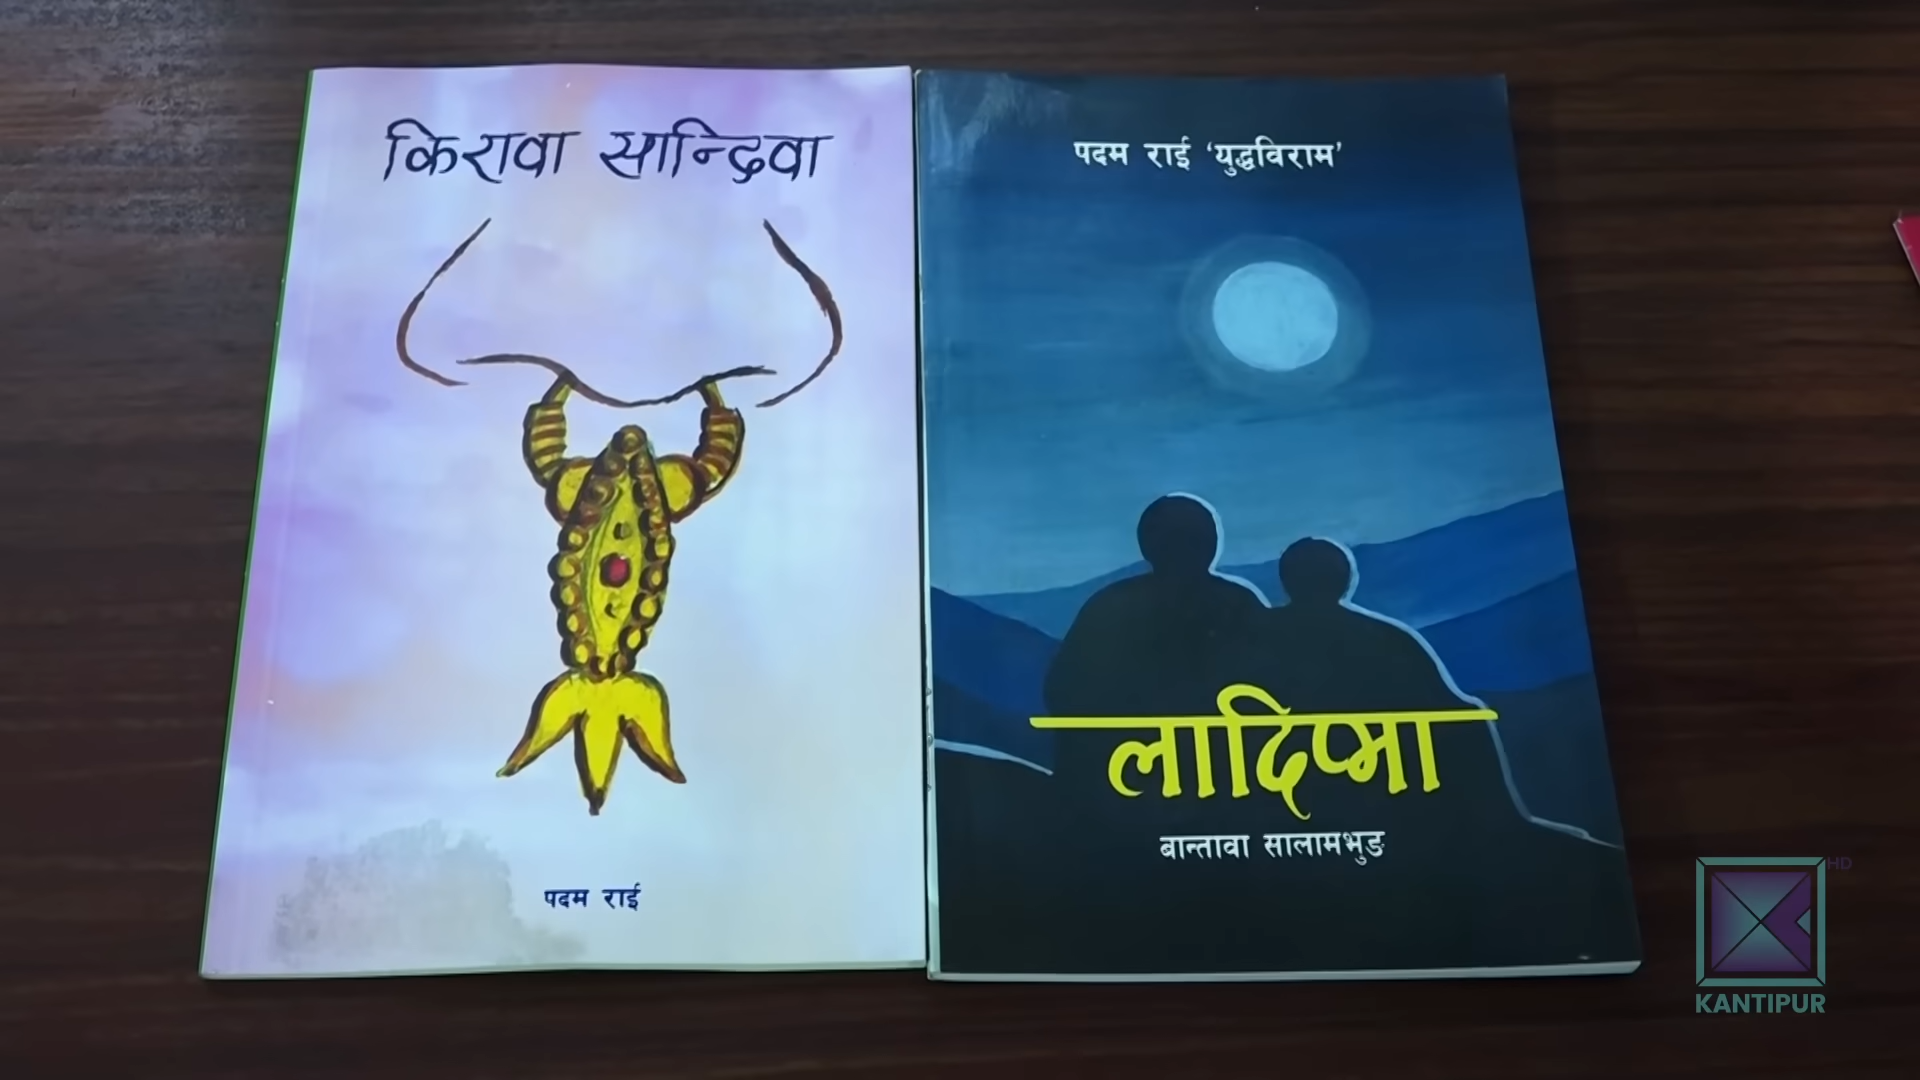 किरावा सान्दिवा
पदम राई
पदम राई ‘युद्धविराम’
लादिप्मा
बान्तावा सालामभुङ
HD
KANTIPUR